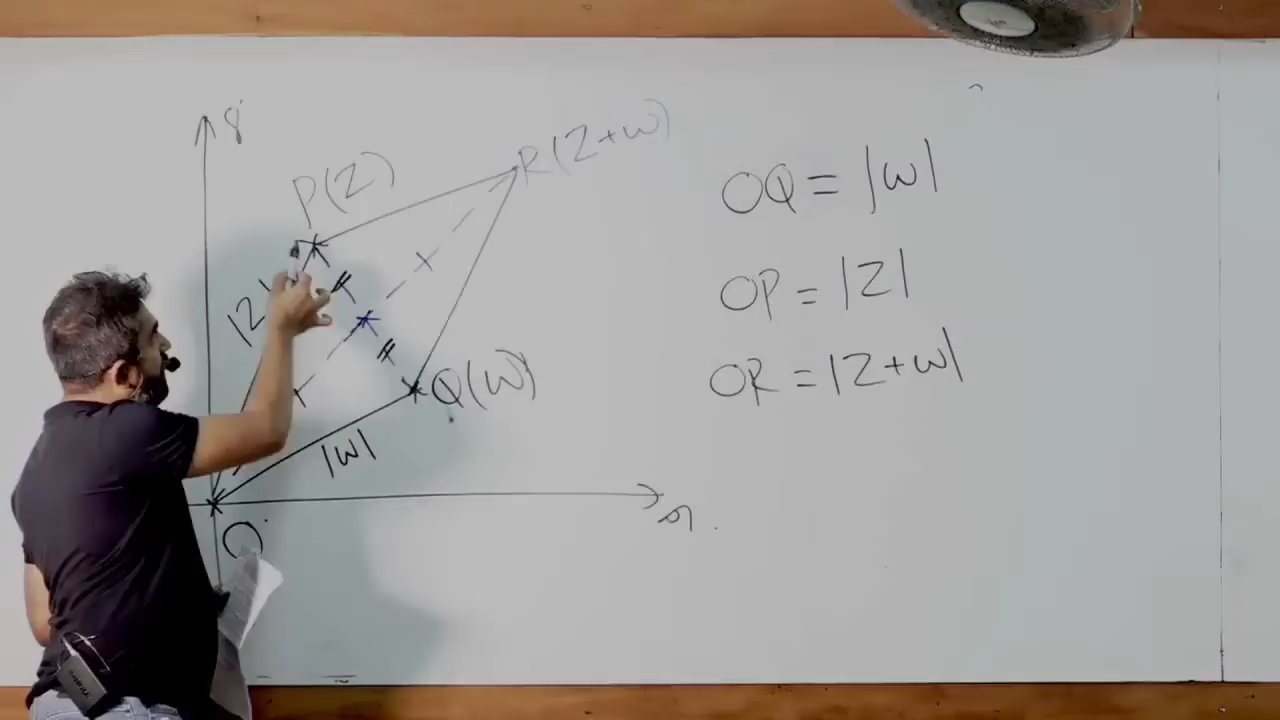 R(Z+W)
P(Z)
|Z|
Q(W)
|W|
O
OQ = |W|
OP = |Z|
OR = |Z+W|